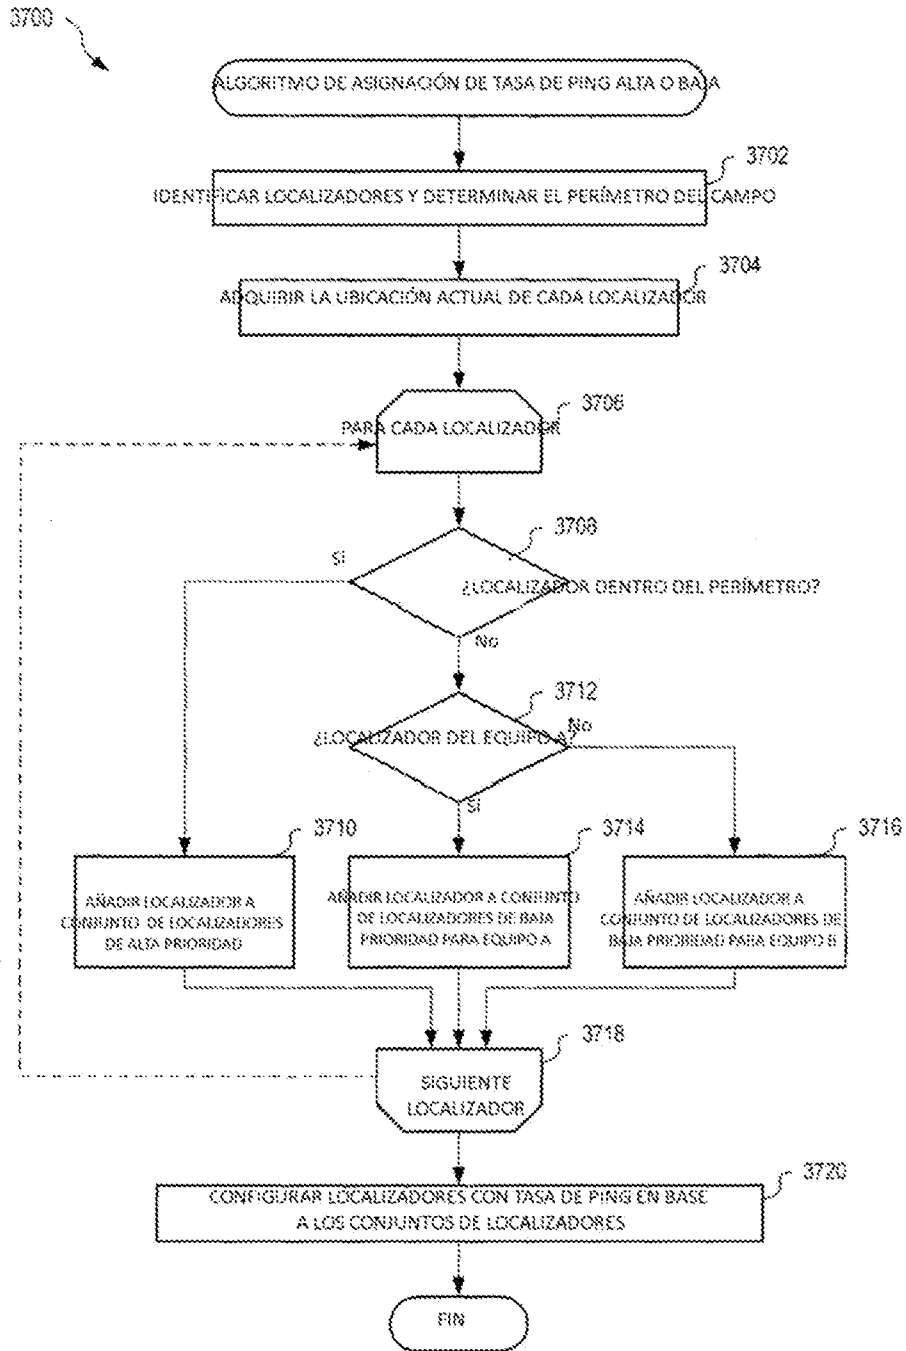 3700
ALGORITMO DE ASIGNACIÓN DE TASA DE PING ALTA O BAJA
3702
IDENTIFICAR LOCALIZADORES Y DETERMINAR EL PERÍMETRO DEL CAMPO
3704
ADQUIRIR LA UBICACIÓN ACTUAL DE CADA LOCALIZADOR
3706
PARA CADA LOCALIZADOR
3708
Sí
¿LOCALIZADOR DENTRO DEL PERÍMETRO?
No
3712
¿LOCALIZADOR DEL EQUIPO A?
No
Sí
3710
AÑADIR LOCALIZADOR A
CONJUNTO DE LOCALIZADORES
DE ALTA PRIORIDAD
3714
AÑADIR LOCALIZADOR A CONJUNTO
DE LOCALIZADORES DE BAJA
PRIORIDAD PARA EQUIPO A
3716
AÑADIR LOCALIZADOR A
CONJUNTO DE LOCALIZADORES DE
BAJA PRIORIDAD PARA EQUIPO B
3718
SIGUIENTE
LOCALIZADOR
3720
CONFIGURAR LOCALIZADORES CON TASA DE PING EN BASE
A LOS CONJUNTOS DE LOCALIZADORES
FIN